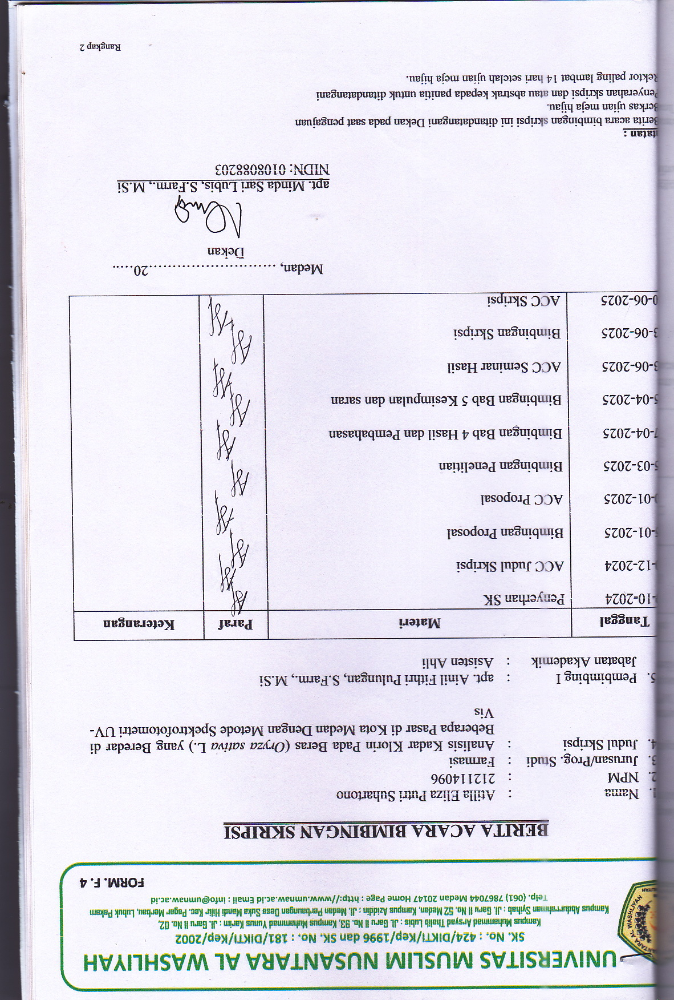 UNIVERSITAS MUSLIM NUSANTARA AL WASHLIYAH
SK. No. : 424/DIKTI/Kep/1996 dan SK. No. : 181/DIKTI/Kep/2002
Kampus Muhammad Arsyad Thalib Lubis : Jl. Garu II No. 93, Kampus Muhammad Yunus Karim : Jl. Garu II No. 02,
Kampus Abdurrahman Syihab : Jl. Garu II No. 52 Medan, Kampus Aziddin : Jl. Medan Perbaungan Desa Suka Mandi Hilir Kec. Pagar Merbau, Lubuk Pakam
Telp. (061) 7867044 Medan 20147 Home Page : http://www.umnaw.ac.id Email : info@umnaw.ac.id
FORM. F. 4
BERITA ACARA BIMBINGAN SKRIPSI
1. Nama : Atilla Eliza Putri Suhartono
2. NPM : 212114096
3. Jurusan/Prog. Studi : Farmasi
4. Judul Skripsi : Analisis Kadar Klorin Pada Beras (Oryza sativa L.) yang Beredar di
Beberapa Pasar di Kota Medan Dengan Metode Spektrofotometri UV-
Vis
5. Pembimbing I : apt. Ainil Fithri Pulungan, S.Farm., M.Si
Jabatan Akademik : Asisten Ahli
Tanggal Materi Paraf Keterangan
-10-2024 Penyerhan SK
-12-2024 ACC Judul Skripsi
-01-2025 Bimbingan Proposal
-01-2025 ACC Proposal
-03-2025 Bimbingan Penelitian
-04-2025 Bimbingan Bab 4 Hasil dan Pembahasan
-04-2025 Bimbingan Bab 5 Kesimpulan dan saran
-06-2025 ACC Seminar Hasil
-06-2025 Bimbingan Skripsi
0-06-2025 ACC Skripsi
Medan, ..............................20.....
Dekan
apt. Minda Sari Lubis, S.Farm., M.Si
NIDN: 0108088203
tatan :
Berita acara bimbingan skripsi ini ditandatangani Dekan pada saat pengajuan
Berkas ujian meja hijau.
Penyerahan skripsi dan atau abstrak kepada panitia untuk ditandatangani
Rektor paling lambat 14 hari setelah ujian meja hijau.
Rangkap 2